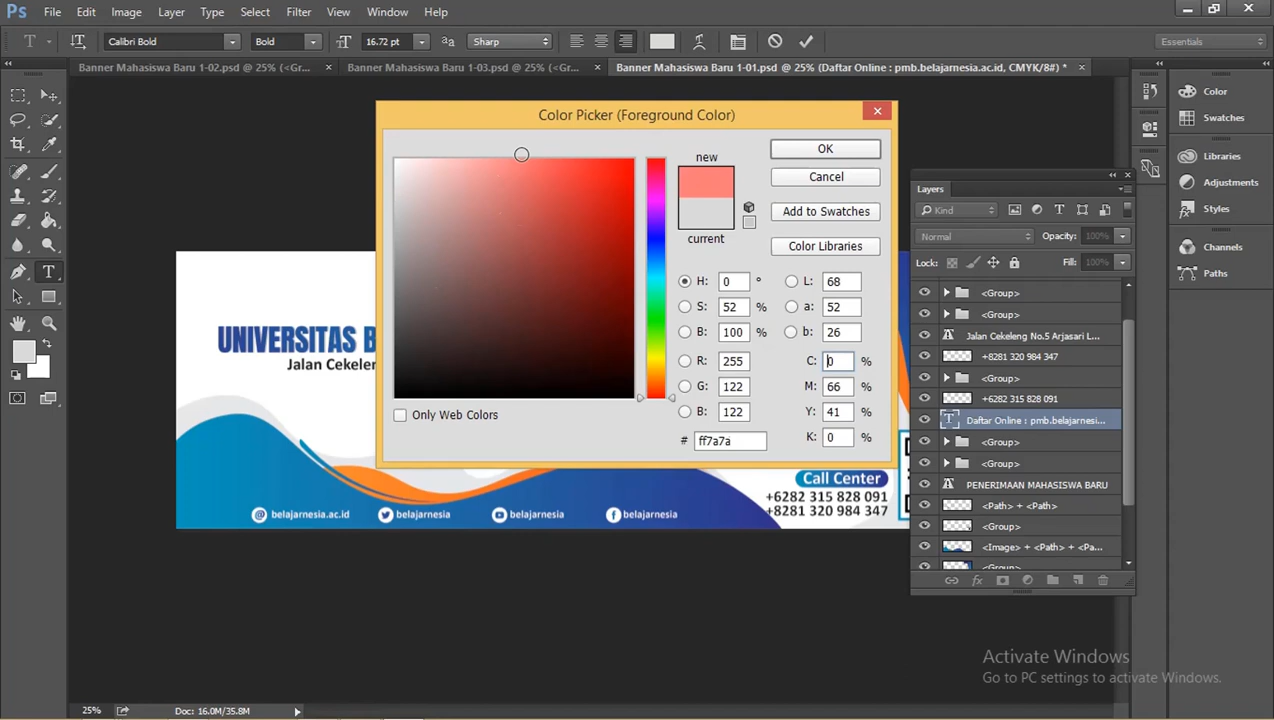 Ps File Edit Image Layer Type Select Filter View Window Help
T Calibri Bold Bold 16.72 pt Sharp Essentials
Banner Mahasiswa Baru 1-02.psd @ 25% (<Gr... × Banner Mahasiswa Baru 1-03.psd @ 25% (<Gr... × Banner Mahasiswa Baru 1-01.psd @ 25% (Daftar Online : pmb.belajarnesia.ac.id, CMYK/8#) * ×
Color Picker (Foreground Color)
new
current
OK
Cancel
Add to Swatches
Color Libraries
H: 0 °
S: 52 %
B: 100 %
R: 255
G: 122
B: 122
# ff7a7a
L: 68
a: 52
b: 26
C: 0 %
M: 66 %
Y: 41 %
K: 0 %
Only Web Colors
UNIVERSITAS B
Jalan Cekeler
Call Center
+6282 315 828 091
+6281 320 984 347
belajarnesia.ac.id belajarnesia belajarnesia belajarnesia
Layers
Kind
Normal Opacity: 100%
Lock: Fill: 100%
<Group>
<Group>
Jalan Cekeleng No.5 Arjasari L...
+8281 320 984 347
<Group>
+6282 315 828 091
Daftar Online : pmb.belajarnesi...
<Group>
<Group>
PENERIMAAN MAHASISWA BARU
<Path> + <Path>
<Group>
<Image> + <Path> + <Pa...
<Group>
Color
Swatches
Libraries
Adjustments
Styles
Channels
Paths
Activate Windows
Go to PC settings to activate Windows.
25% Doc: 16.0M/35.8M